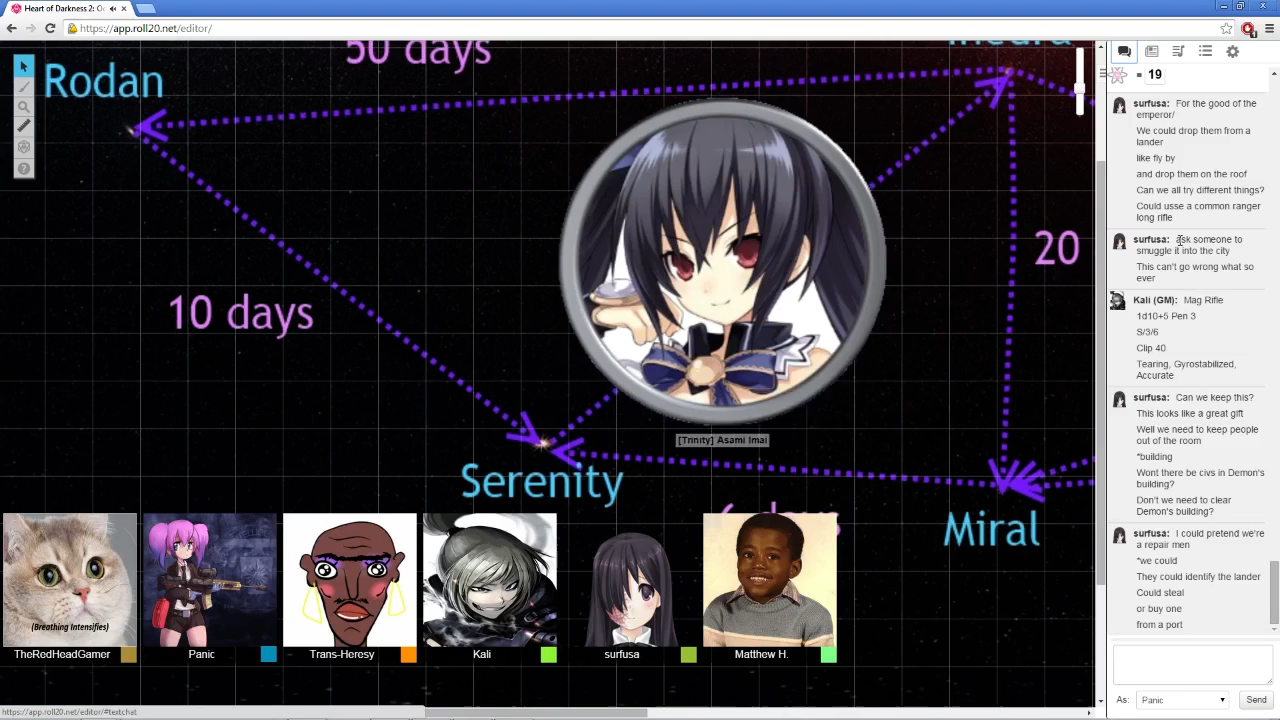 Heart of Darkness 2: O
https://app.roll20.net/editor/
50 days
Rodan
10 days
20
[Trinity] Asami Imai
Serenity
6 days
Miral
(Breathing Intensifies)
TheRedHeadGamer
Panic
Trans-Heresy
Kali
surfusa
Matthew H.
https://app.roll20.net/editor/#textchat
= 19
surfusa: For the good of the
emperor/
We could drop them from a
lander
like fly by
and drop them on the roof
Can we all try different things?
Could usse a common ranger
long rifle
surfusa: ask someone to
smuggle it into the city
This can't go wrong what so
ever
Kali (GM): Mag Rifle
1d10+5 Pen 3
S/3/6
Clip 40
Tearing, Gyrostabilized,
Accurate
surfusa: Can we keep this?
This looks like a great gift
Well we need to keep people
out of the room
*building
Wont there be civs in Demon's
building?
Don't we need to clear
Demon's building?
surfusa: I could pretend we're
a repair men
*we could
They could identify the lander
Could steal
or buy one
from a port
As: Panic
Send